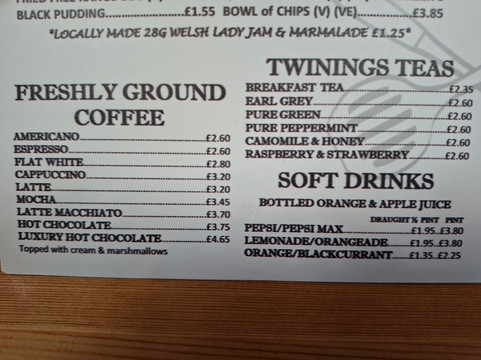 BLACK PUDDING.....................£1.55 BOWL of CHIPS (V) (VE)...............£3.85
*LOCALLY MADE 28G WELSH LADY JAM & MARMALADE £1.25*
FRESHLY GROUND
COFFEE
AMERICANO...............£2.60
ESPRESSO...............£2.60
FLAT WHITE...............£2.80
CAPPUCCINO...............£3.20
LATTE...............£3.20
MOCHA...............£3.45
LATTE MACCHIATO...............£3.70
HOT CHOCOLATE...............£3.75
LUXURY HOT CHOCOLATE...............£4.65
Topped with cream & marshmallows
TWININGS TEAS
BREAKFAST TEA...............£2.35
EARL GREY...............£2.60
PURE GREEN...............£2.60
PURE PEPPERMINT...............£2.60
CAMOMILE & HONEY...............£2.60
RASPBERRY & STRAWBERRY...............£2.60
SOFT DRINKS
BOTTLED ORANGE & APPLE JUICE
DRAUGHT ½ PINT PINT
PEPSI/PEPSI MAX...............£1.95..£3.80
LEMONADE/ORANGEADE........£1.95..£3.80
ORANGE/BLACKCURRANT.....£1.35..£2.25